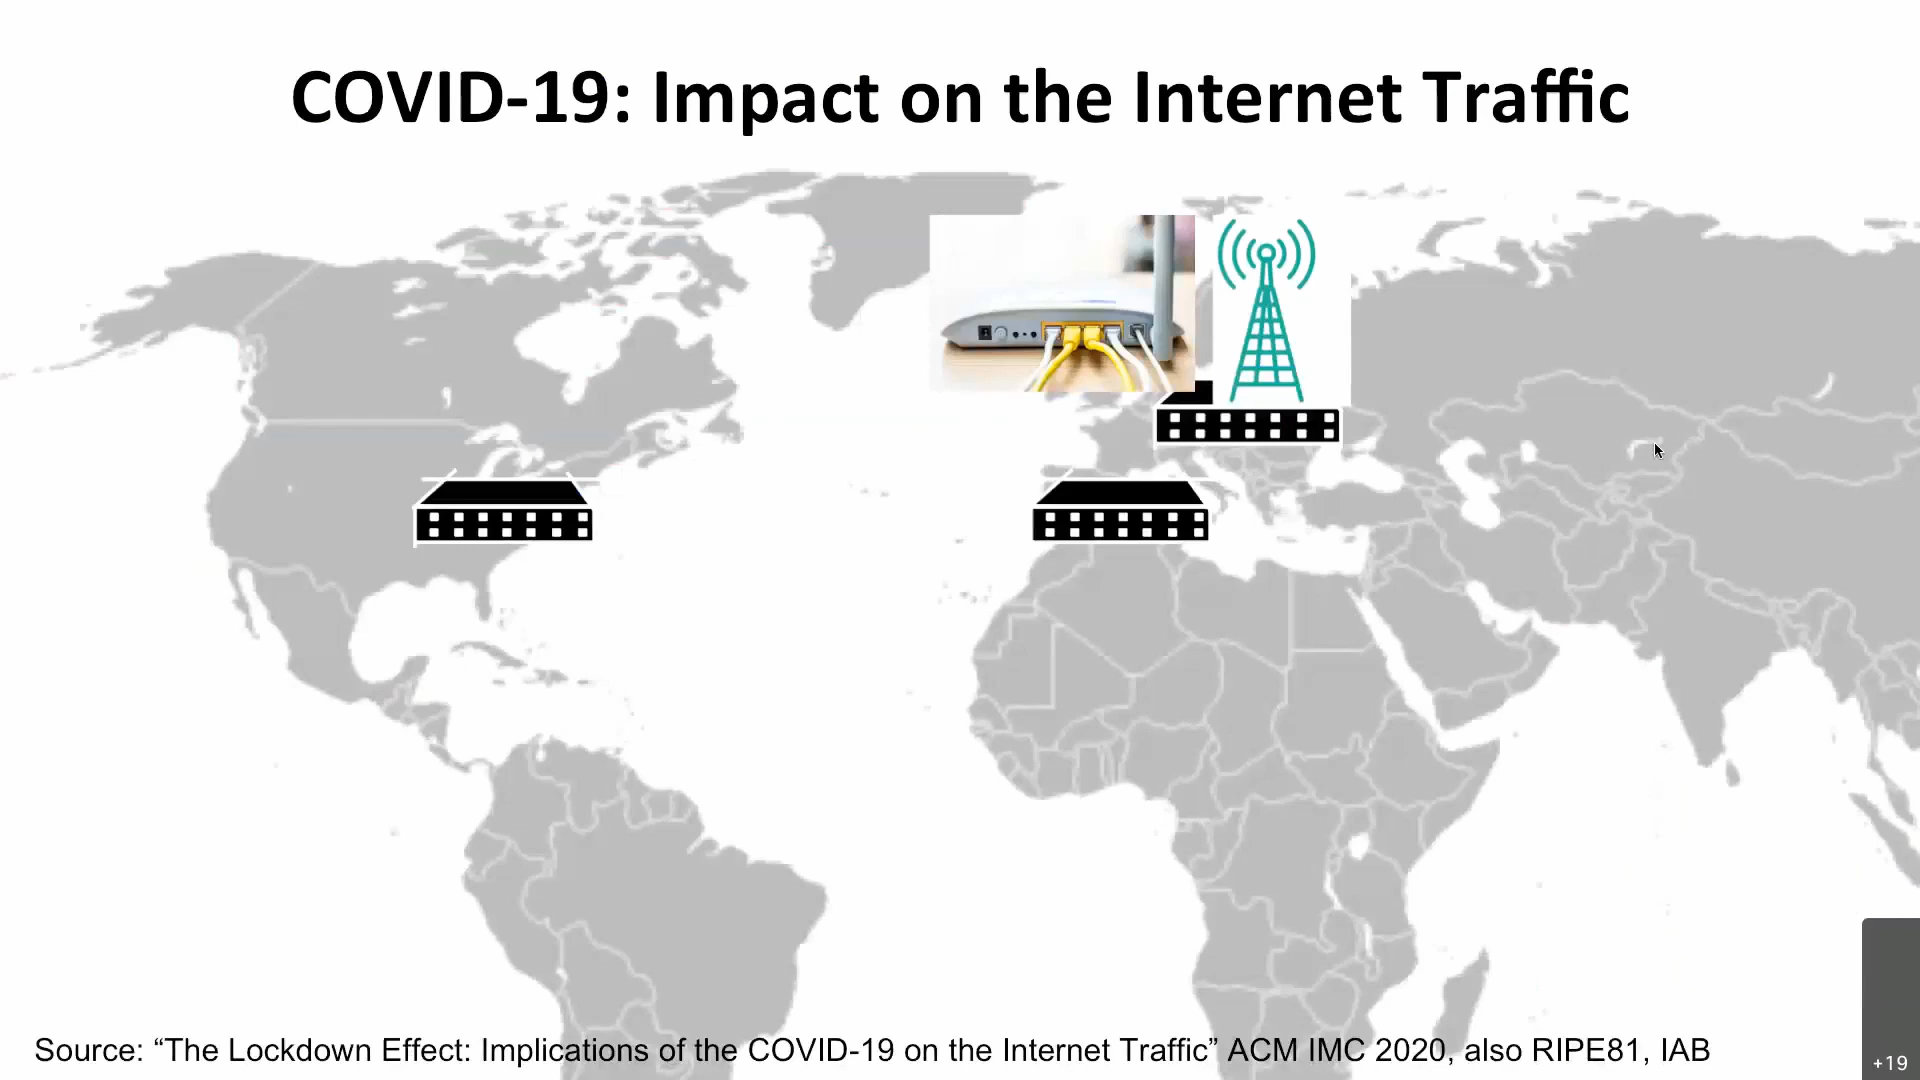 COVID-19: Impact on the Internet Traffic
Source: “The Lockdown Effect: Implications of the COVID-19 on the Internet Traffic” ACM IMC 2020, also RIPE81, IAB
+19